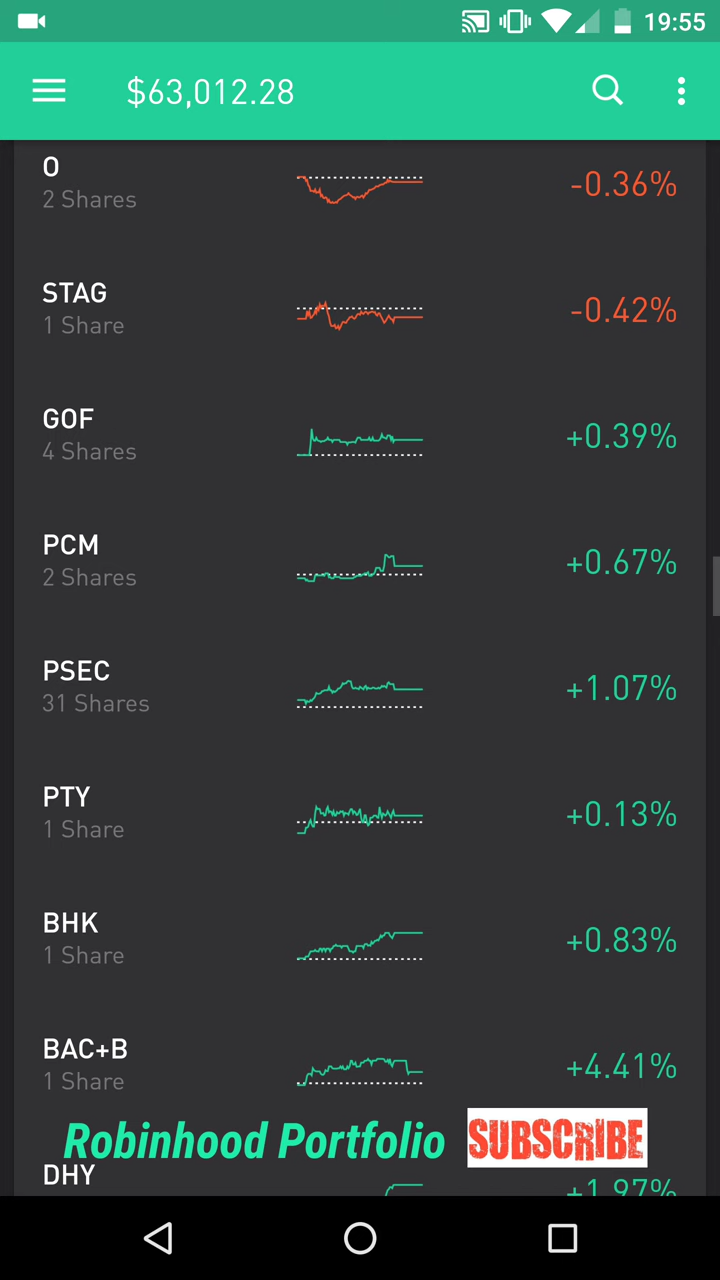 19:55
$63,012.28
O
2 Shares
-0.36%
STAG
1 Share
-0.42%
GOF
4 Shares
+0.39%
PCM
2 Shares
+0.67%
PSEC
31 Shares
+1.07%
PTY
1 Share
+0.13%
BHK
1 Share
+0.83%
BAC+B
1 Share
+4.41%
Robinhood Portfolio
SUBSCRIBE
DHY
+1.97%